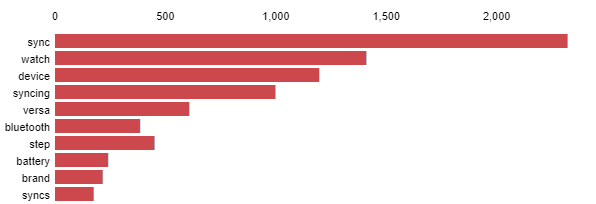 0 500 1,000 1,500 2,000
sync
watch
device
syncing
versa
bluetooth
step
battery
brand
syncs